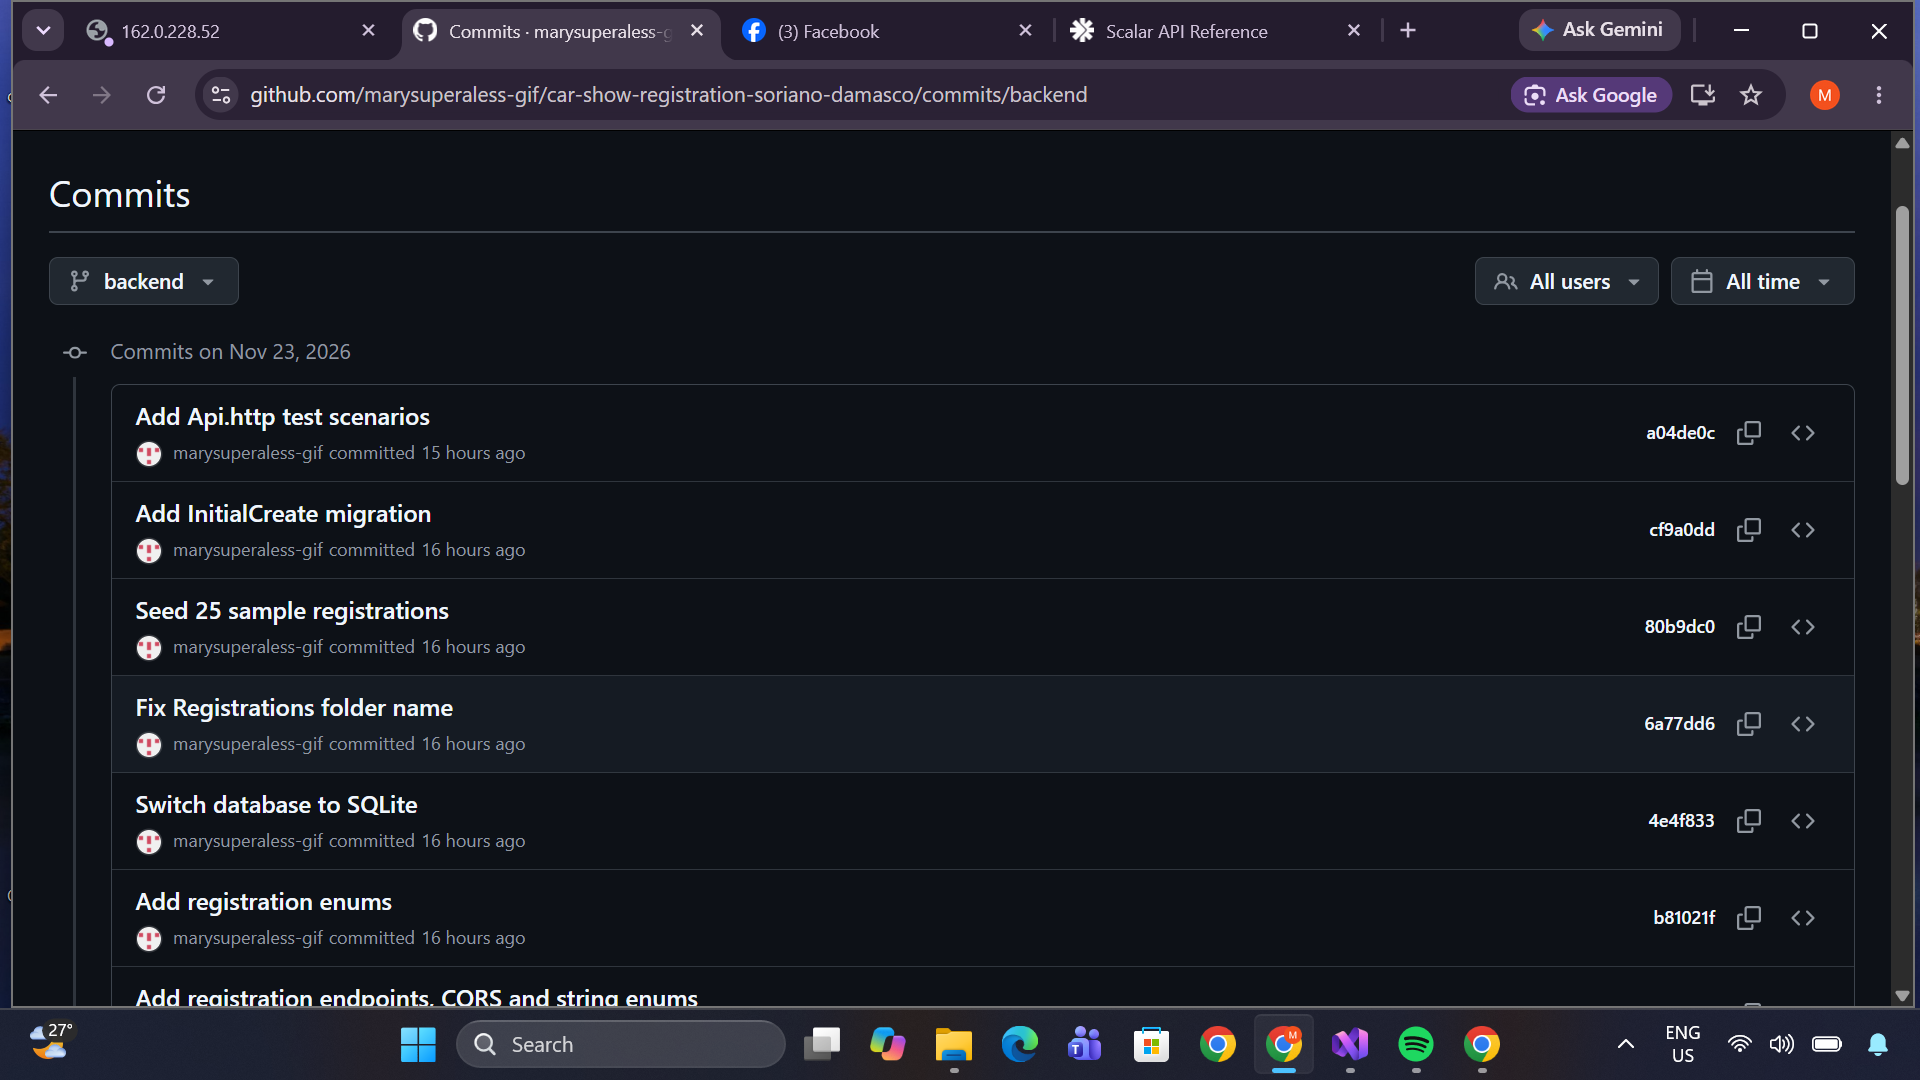 162.0.228.52
Commits · marysuperaless-g
(3) Facebook
Scalar API Reference
Ask Gemini
github.com/marysuperaless-gif/car-show-registration-soriano-damasco/commits/backend
Ask Google
M
Commits
backend
All users
All time
Commits on Nov 23, 2026
Add Api.http test scenarios
marysuperaless-gif committed 15 hours ago
a04de0c
Add InitialCreate migration
marysuperaless-gif committed 16 hours ago
cf9a0dd
Seed 25 sample registrations
marysuperaless-gif committed 16 hours ago
80b9dc0
Fix Registrations folder name
marysuperaless-gif committed 16 hours ago
6a77dd6
Switch database to SQLite
marysuperaless-gif committed 16 hours ago
4e4f833
Add registration enums
marysuperaless-gif committed 16 hours ago
b81021f
Add registration endpoints, CORS and string enums
27°
Search
ENG
US